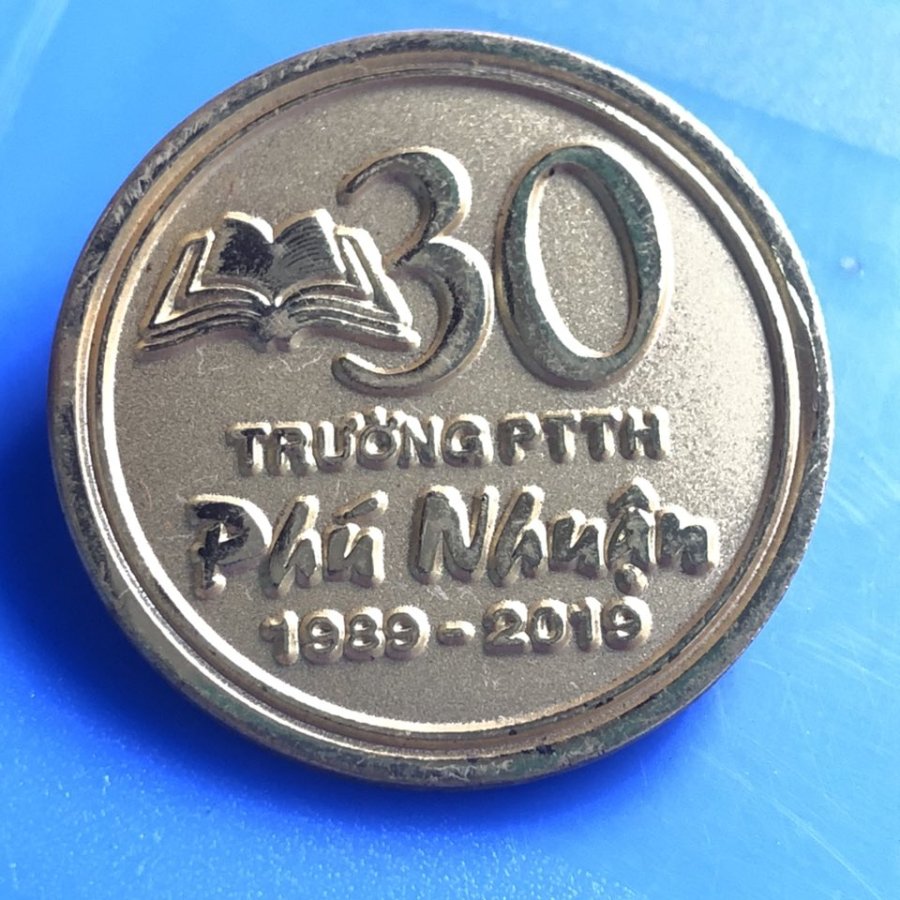 30
TRƯỜNG PTTH
Phú Nhuận
1989 - 2019